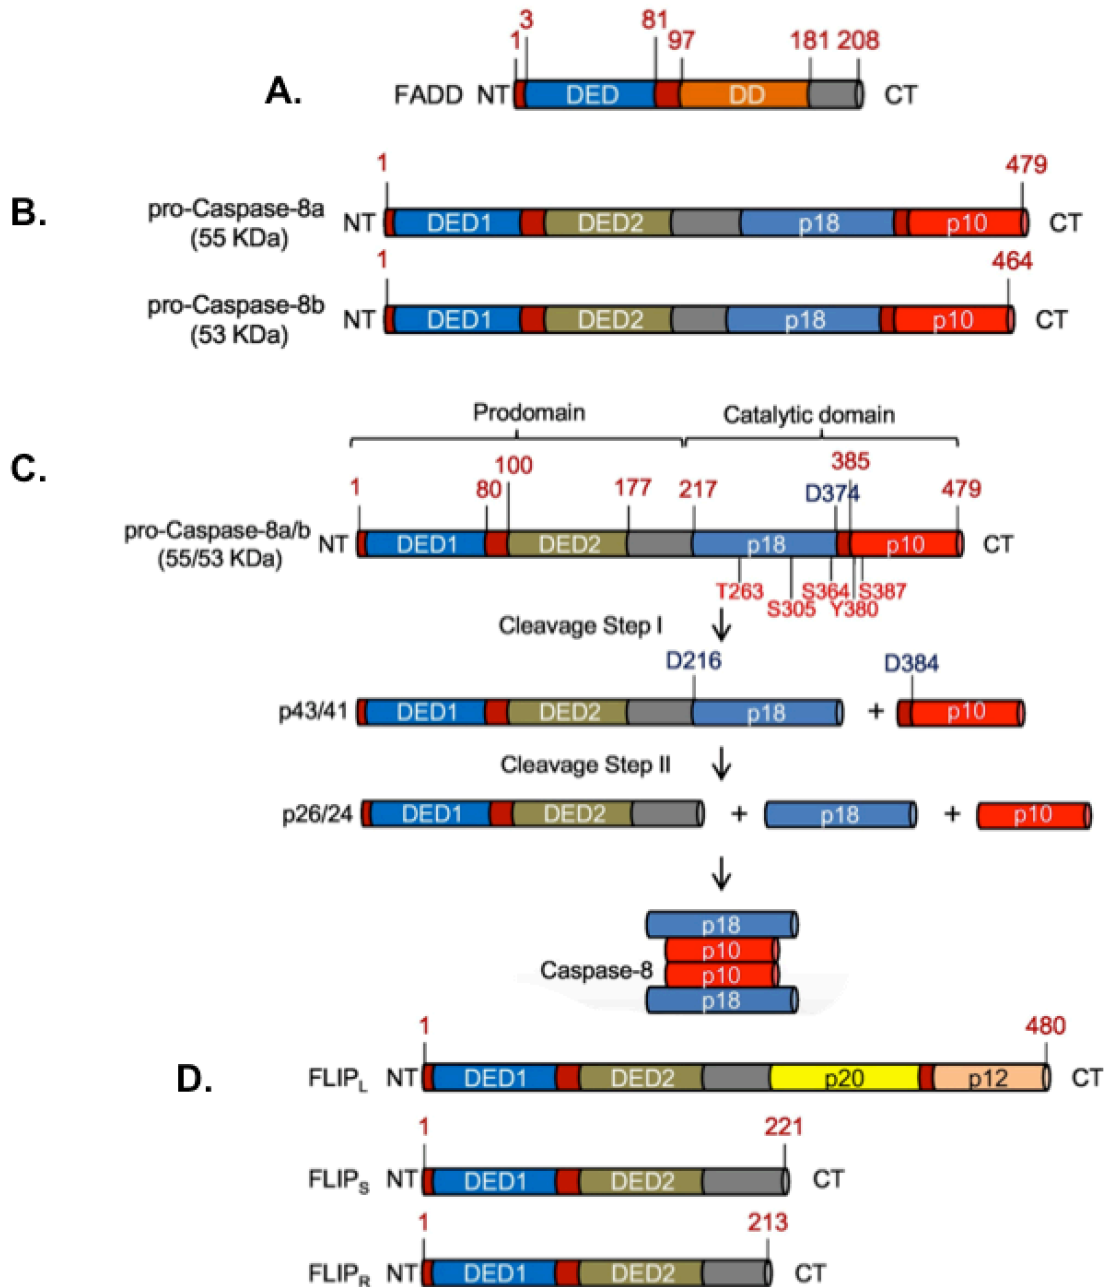 A.
3 81
1 97 181 208
FADD NT DED DD CT
B.
1 479
pro-Caspase-8a
(55 KDa)
NT DED1 DED2 p18 p10 CT
1 464
pro-Caspase-8b
(53 KDa)
NT DED1 DED2 p18 p10 CT
Prodomain Catalytic domain
C.
100 385
1 80 177 217 D374 479
pro-Caspase-8a/b
(55/53 KDa)
NT DED1 DED2 p18 p10 CT
T263 S364 S387
S305 Y380
Cleavage Step I
D216 D384
p43/41 DED1 DED2 p18 + p10
Cleavage Step II
p26/24 DED1 DED2 + p18 + p10
p18
p10
Caspase-8
p10
p18
1 480
D.
FLIPL NT DED1 DED2 p20 p12 CT
1 221
FLIPS NT DED1 DED2 CT
1 213
FLIPR NT DED1 DED2 CT